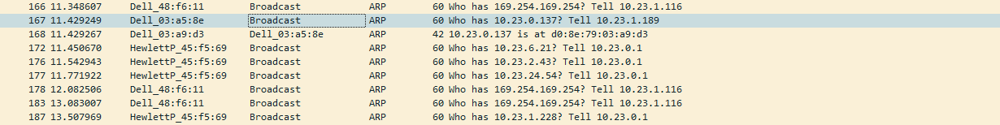 166 11.348607 Dell_48:f6:11 Broadcast ARP 60 Who has 169.254.169.254? Tell 10.23.1.116
167 11.429249 Dell_03:a5:8e Broadcast ARP 60 Who has 10.23.0.137? Tell 10.23.1.189
168 11.429267 Dell_03:a9:d3 Dell_03:a5:8e ARP 42 10.23.0.137 is at d0:8e:79:03:a9:d3
172 11.450670 HewlettP_45:f5:69 Broadcast ARP 60 Who has 10.23.6.21? Tell 10.23.0.1
176 11.542943 HewlettP_45:f5:69 Broadcast ARP 60 Who has 10.23.2.43? Tell 10.23.0.1
177 11.771922 HewlettP_45:f5:69 Broadcast ARP 60 Who has 10.23.24.54? Tell 10.23.0.1
178 12.082506 Dell_48:f6:11 Broadcast ARP 60 Who has 169.254.169.254? Tell 10.23.1.116
183 13.083007 Dell_48:f6:11 Broadcast ARP 60 Who has 169.254.169.254? Tell 10.23.1.116
187 13.507969 HewlettP_45:f5:69 Broadcast ARP 60 Who has 10.23.1.228? Tell 10.23.0.1